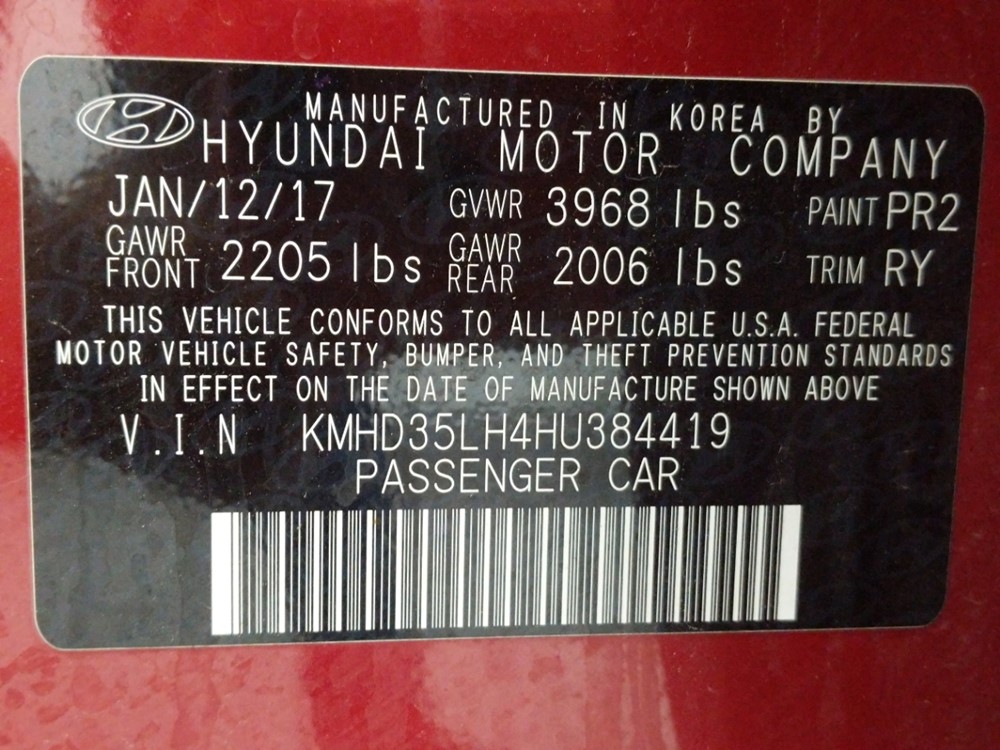 MANUFACTURED IN KOREA BY
HYUNDAI MOTOR COMPANY
JAN/12/17 GVWR 3968 lbs PAINT PR2
GAWR FRONT 2205 lbs GAWR REAR 2006 lbs TRIM RY
THIS VEHICLE CONFORMS TO ALL APPLICABLE U.S.A. FEDERAL
MOTOR VEHICLE SAFETY, BUMPER, AND THEFT PREVENTION STANDARDS
IN EFFECT ON THE DATE OF MANUFACTURE SHOWN ABOVE
V.I.N KMHD35LH4HU384419
PASSENGER CAR